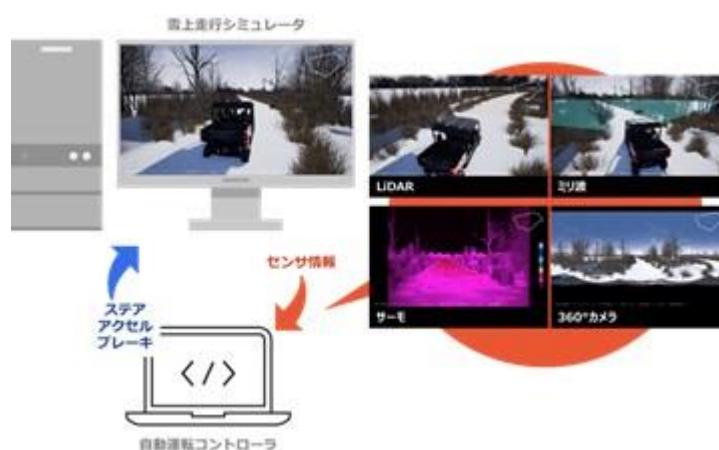 雪上走行シミュレータ
LiDAR
ミリ波
サーモ
360°カメラ
センサ情報
ステア
アクセル
ブレーキ
</>
自動運転コントローラ